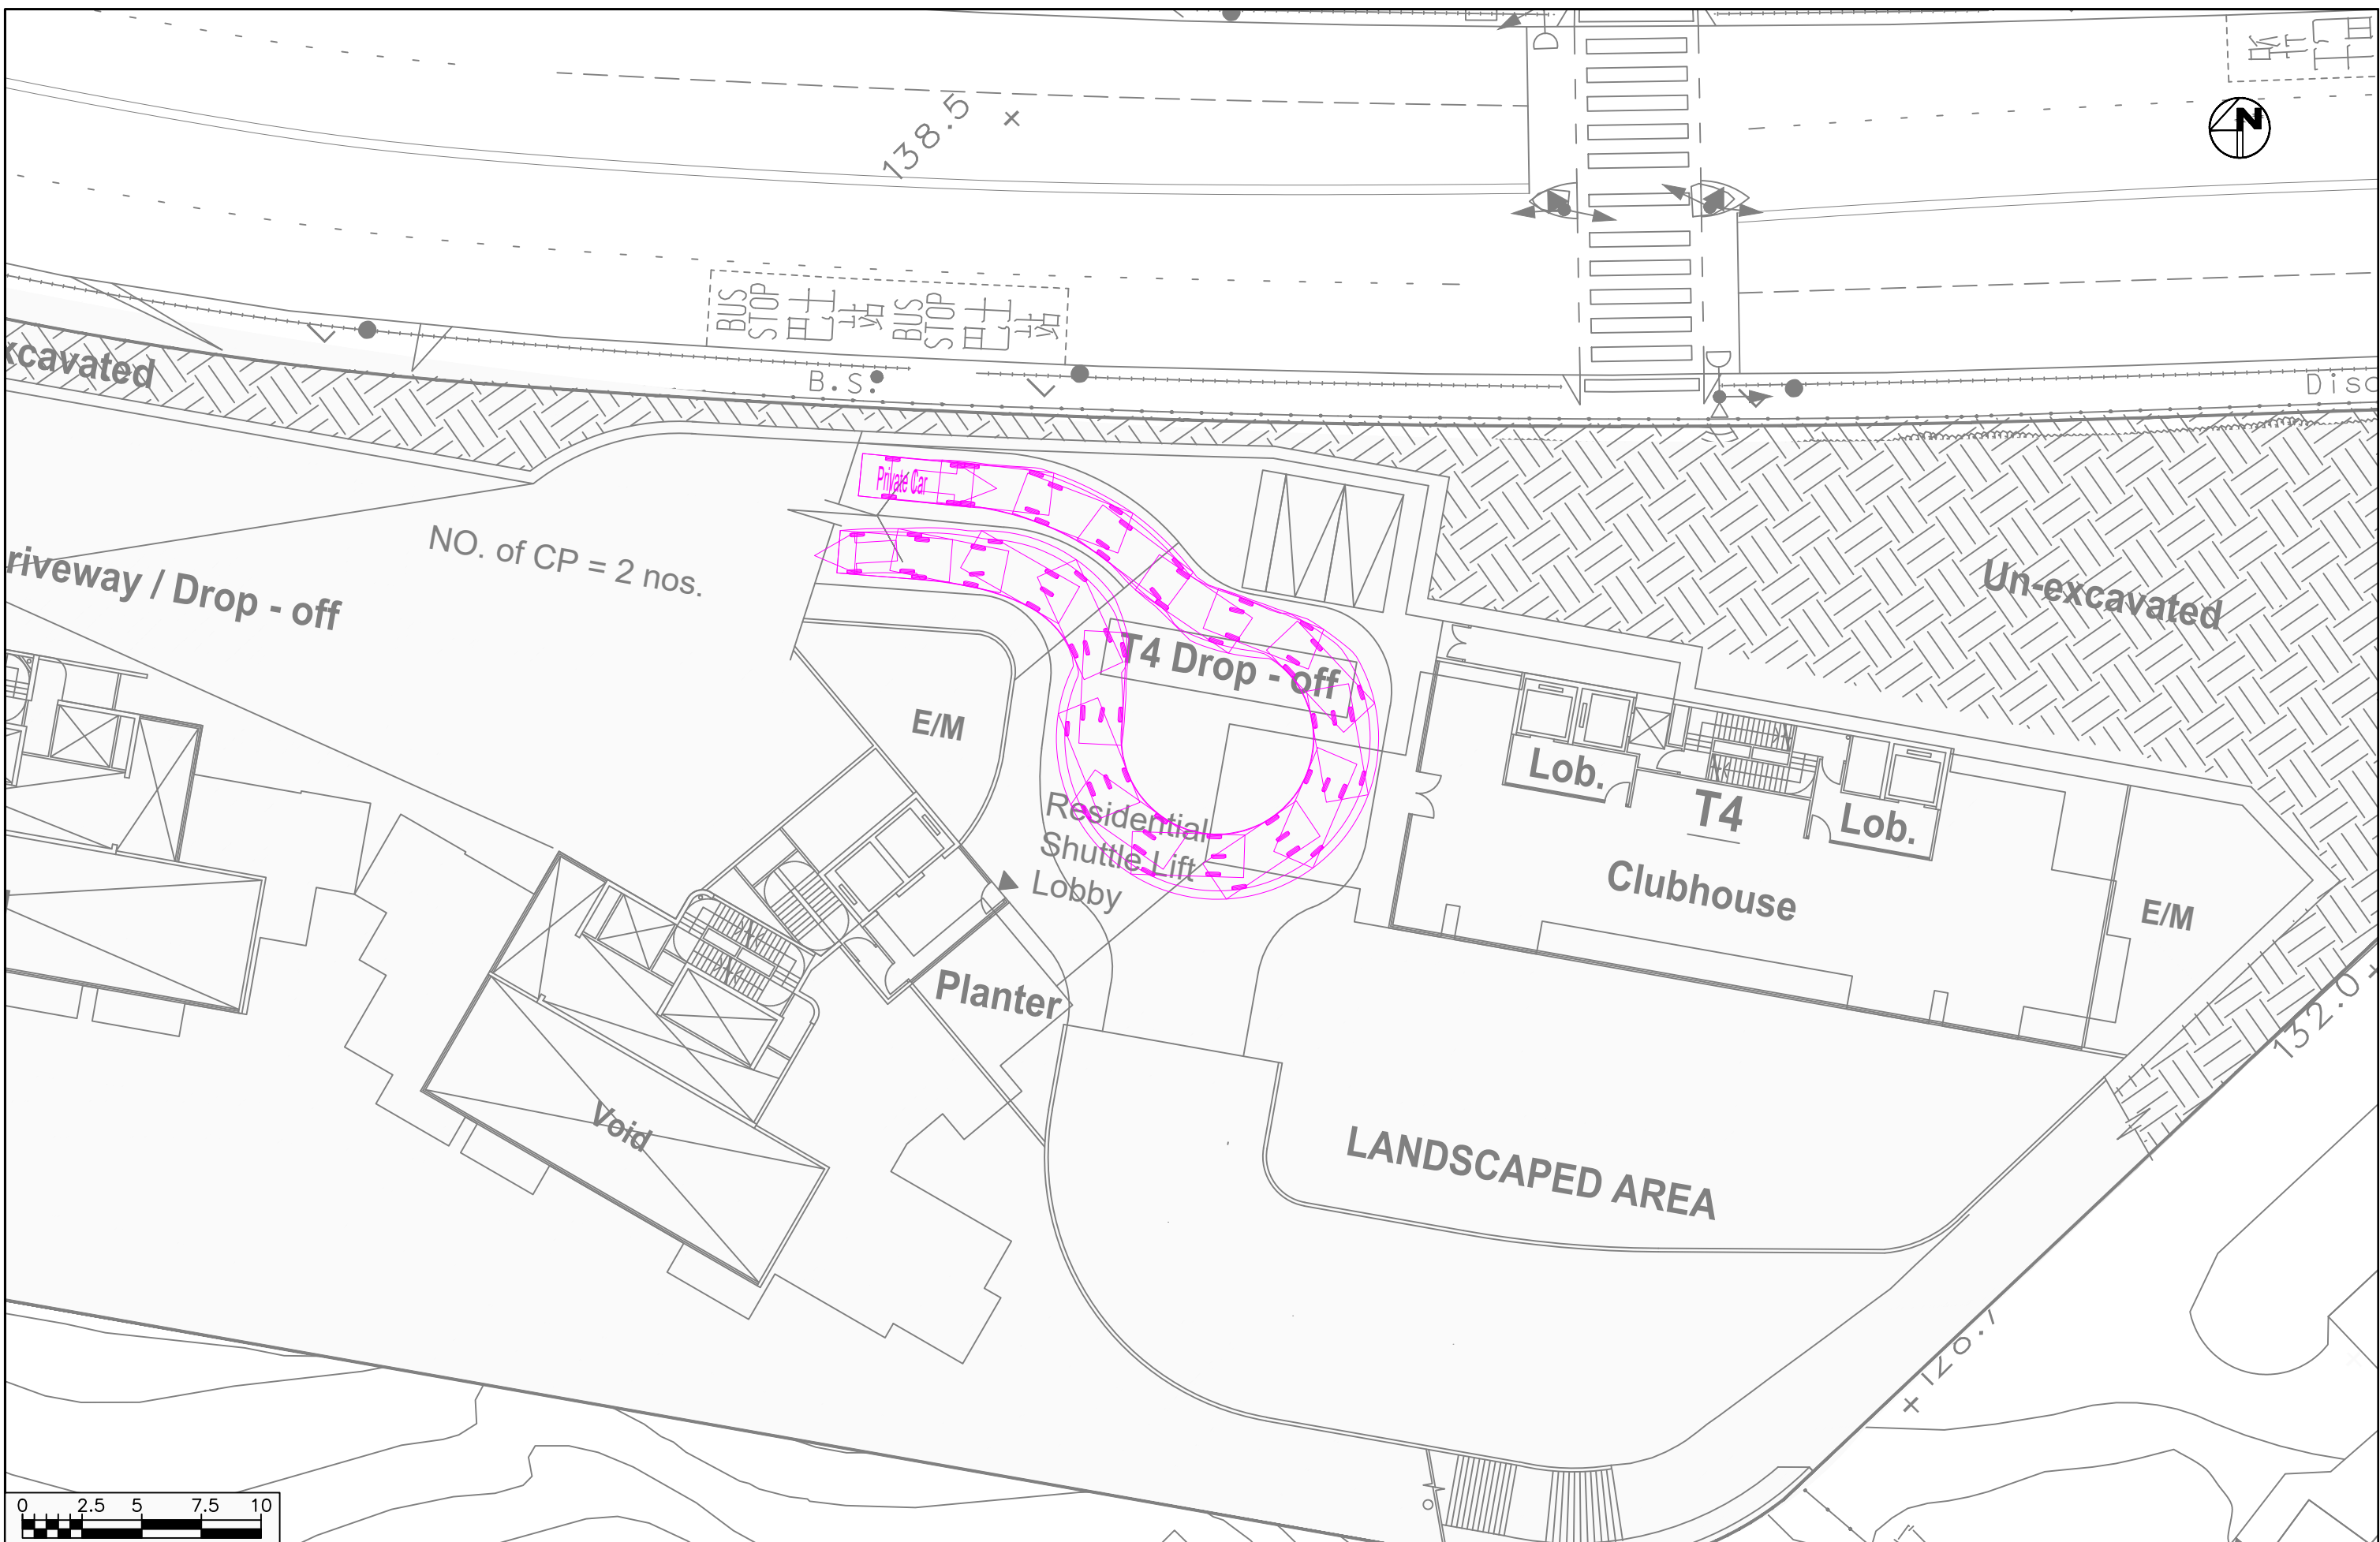 N
138.5
BUS
STOP
巴士
站
BUS
STOP
巴士
站
B.S.
Disc
xcavated
Private Car
NO. of CP = 2 nos.
riveway / Drop - off
Un-excavated
T4 Drop - off
E/M
Lob.
T4
Lob.
Residential
Shuttle Lift
Lobby
Clubhouse
E/M
Planter
132.0
Void
LANDSCAPED AREA
0 2.5 5 7.5 10